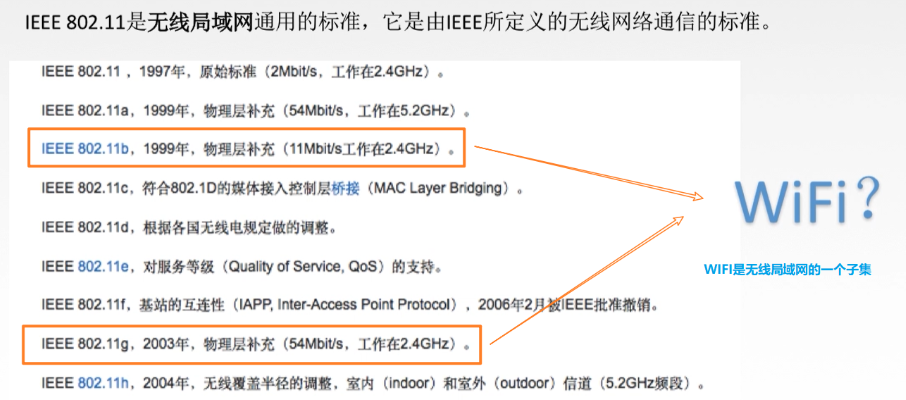 IEEE 802.11是无线局域网通用的标准，它是由IEEE所定义的无线网络通信的标准。
IEEE 802.11 ，1997年，原始标准（2Mbit/s，工作在2.4GHz）。
IEEE 802.11a，1999年，物理层补充（54Mbit/s，工作在5.2GHz）。
IEEE 802.11b，1999年，物理层补充（11Mbit/s工作在2.4GHz）。
IEEE 802.11c，符合802.1D的媒体接入控制层桥接（MAC Layer Bridging）。
IEEE 802.11d，根据各国无线电规定做的调整。
IEEE 802.11e，对服务等级（Quality of Service, QoS）的支持。
IEEE 802.11f，基站的互连性（IAPP, Inter-Access Point Protocol），2006年2月被IEEE批准撤销。
IEEE 802.11g，2003年，物理层补充（54Mbit/s，工作在2.4GHz）。
IEEE 802.11h，2004年，无线覆盖半径的调整，室内（indoor）和室外（outdoor）信道（5.2GHz频段）。
WiFi？
WIFI是无线局域网的一个子集